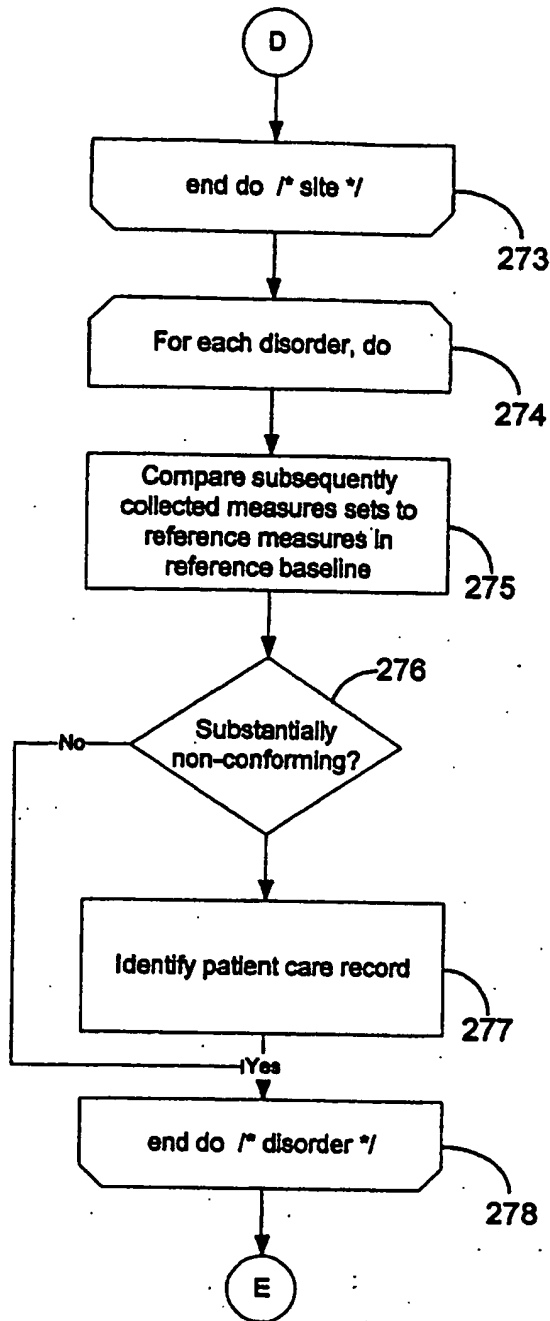 D
end do /* site */
273
For each disorder, do
274
Compare subsequently
collected measures sets to
reference measures in
reference baseline
275
276
Substantially
non-conforming?
No
Identify patient care record
277
Yes
end do /* disorder */
278
E